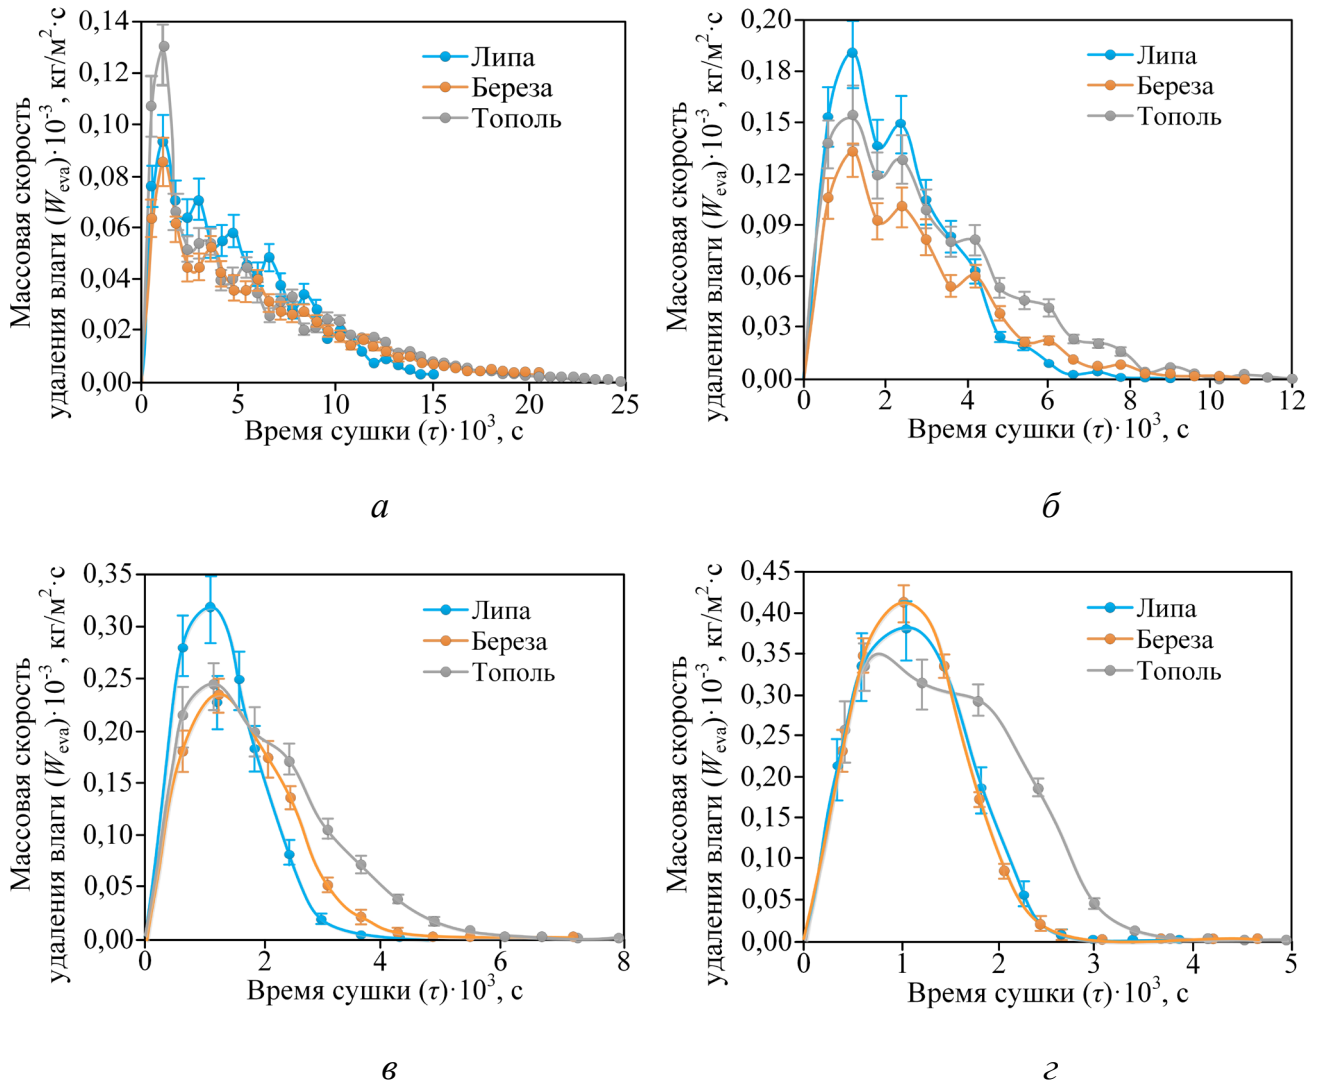 Массовая скорость
удаления влаги (Weva)·10⁻³, кг/м²·с
0,14
0,12
0,10
0,08
0,06
0,04
0,02
0,00
Липа
Береза
Тополь
0 5 10 15 20 25
Время сушки (τ)·10³, с
а
Массовая скорость
удаления влаги (Weva)·10⁻³, кг/м²·с
0,20
0,18
0,15
0,12
0,09
0,06
0,03
0,00
Липа
Береза
Тополь
0 2 4 6 8 10 12
Время сушки (τ)·10³, с
б
Массовая скорость
удаления влаги (Weva)·10⁻³, кг/м²·с
0,35
0,30
0,25
0,20
0,15
0,10
0,05
0,00
Липа
Береза
Тополь
0 2 4 6 8
Время сушки (τ)·10³, с
в
Массовая скорость
удаления влаги (Weva)·10⁻³, кг/м²·с
0,45
0,40
0,35
0,30
0,25
0,20
0,15
0,12
0,10
0,00
Липа
Береза
Тополь
0 1 2 3 4 5
Время сушки (τ)·10³, с
г